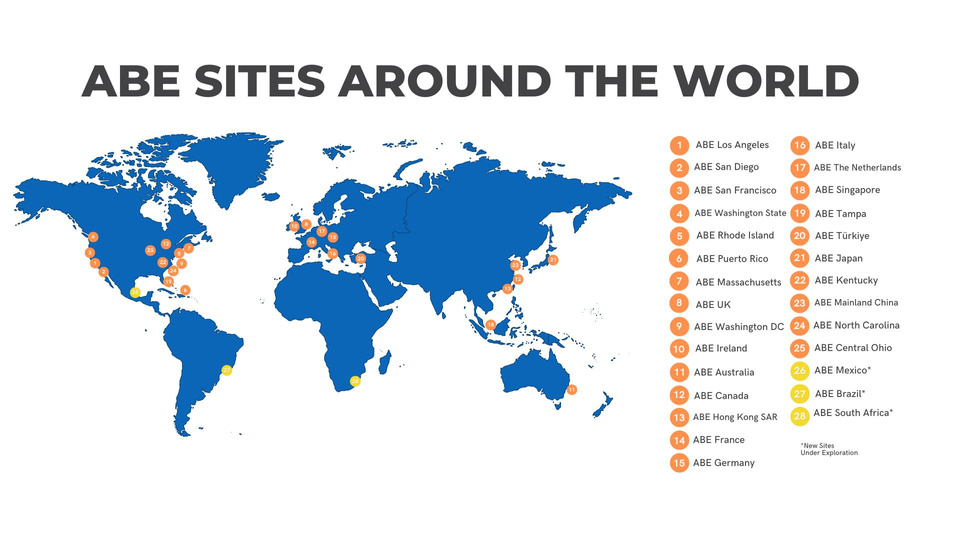 ABE SITES AROUND THE WORLD
1 ABE Los Angeles
2 ABE San Diego
3 ABE San Francisco
4 ABE Washington State
5 ABE Rhode Island
6 ABE Puerto Rico
7 ABE Massachusetts
8 ABE UK
9 ABE Washington DC
10 ABE Ireland
11 ABE Australia
12 ABE Canada
13 ABE Hong Kong SAR
14 ABE France
15 ABE Germany
16 ABE Italy
17 ABE The Netherlands
18 ABE Singapore
19 ABE Tampa
20 ABE Türkiye
21 ABE Japan
22 ABE Kentucky
23 ABE Mainland China
24 ABE North Carolina
25 ABE Central Ohio
26 ABE Mexico*
27 ABE Brazil*
28 ABE South Africa*
*New Sites
Under Exploration